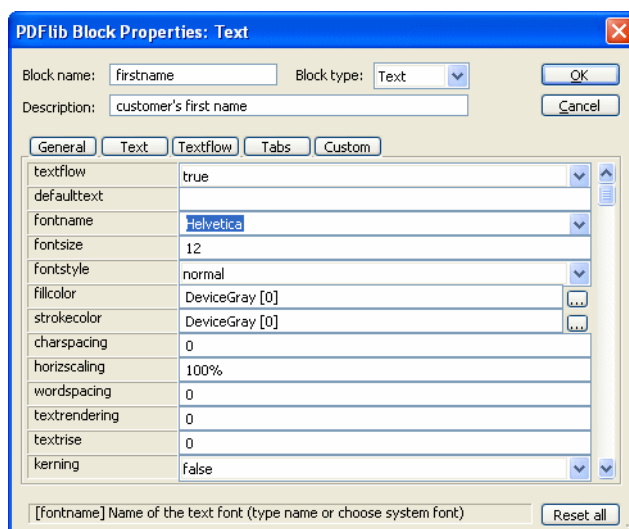 PDFlib Block Properties: Text
Block name: firstname Block type: Text OK
Description: customer's first name Cancel
General Text Textflow Tabs Custom
textflow true
defaulttext
fontname Helvetica
fontsize 12
fontstyle normal
fillcolor DeviceGray [0] ...
strokecolor DeviceGray [0] ...
charspacing 0
horizscaling 100%
wordspacing 0
textrendering 0
textrise 0
kerning false
[fontname] Name of the text font (type name or choose system font) Reset all